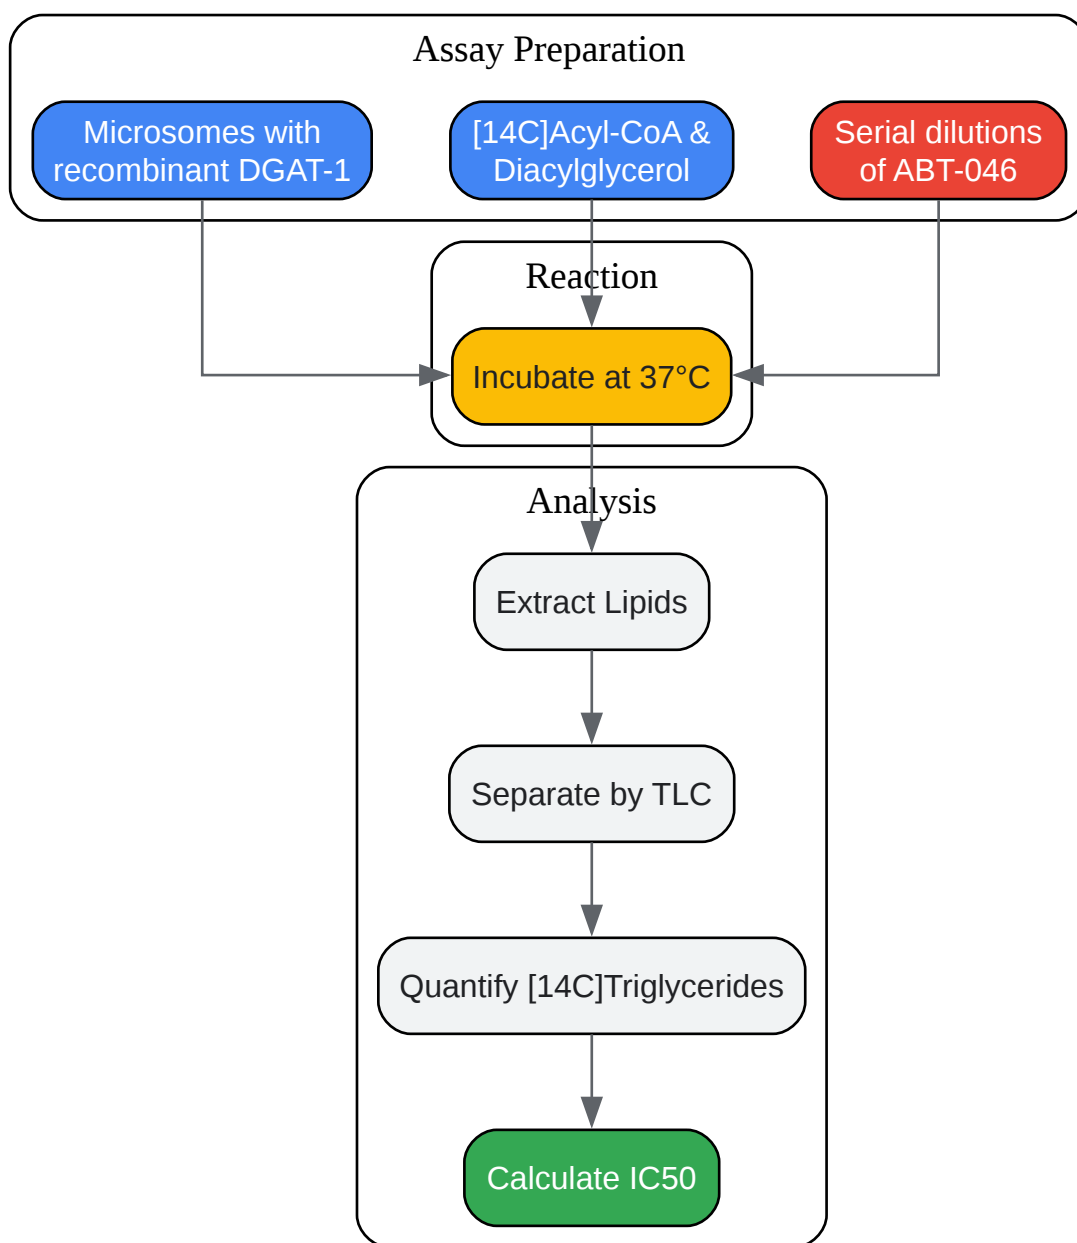 Assay Preparation
Microsomes with
recombinant DGAT-1
[14C]Acyl-CoA &
Diacylglycerol
Serial dilutions
of ABT-046
Reaction
Incubate at 37°C
Analysis
Extract Lipids
Separate by TLC
Quantify [14C]Triglycerides
Calculate IC50